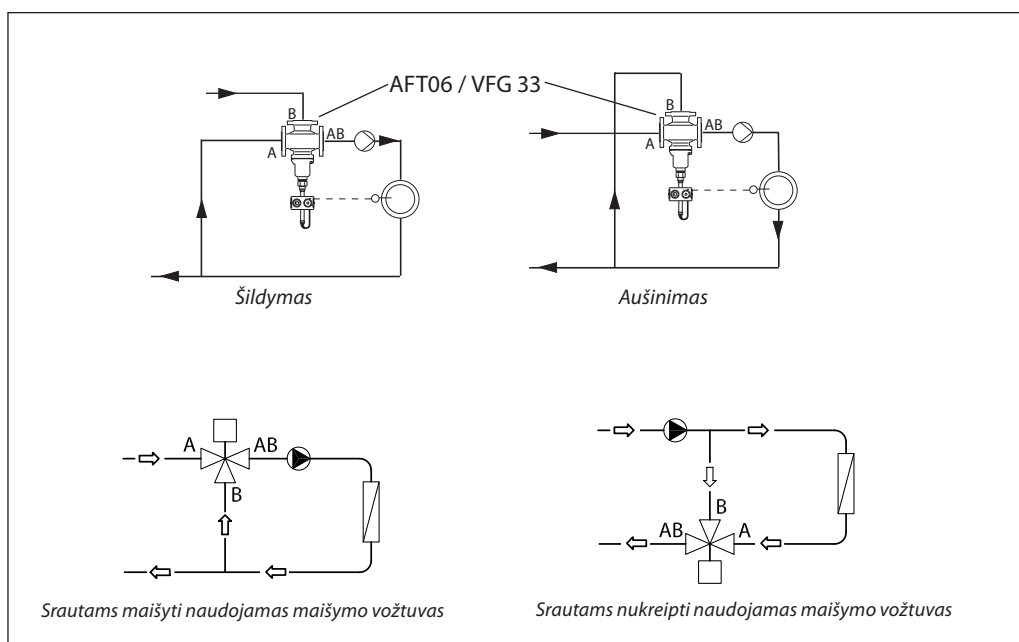 AFT06 / VFG 33
B
AB
A
B
AB
A
Šildymas
Aušinimas
A
AB
B
B
AB
A
Srautams maišyti naudojamas maišymo vožtuvas
Srautams nukreipti naudojamas maišymo vožtuvas